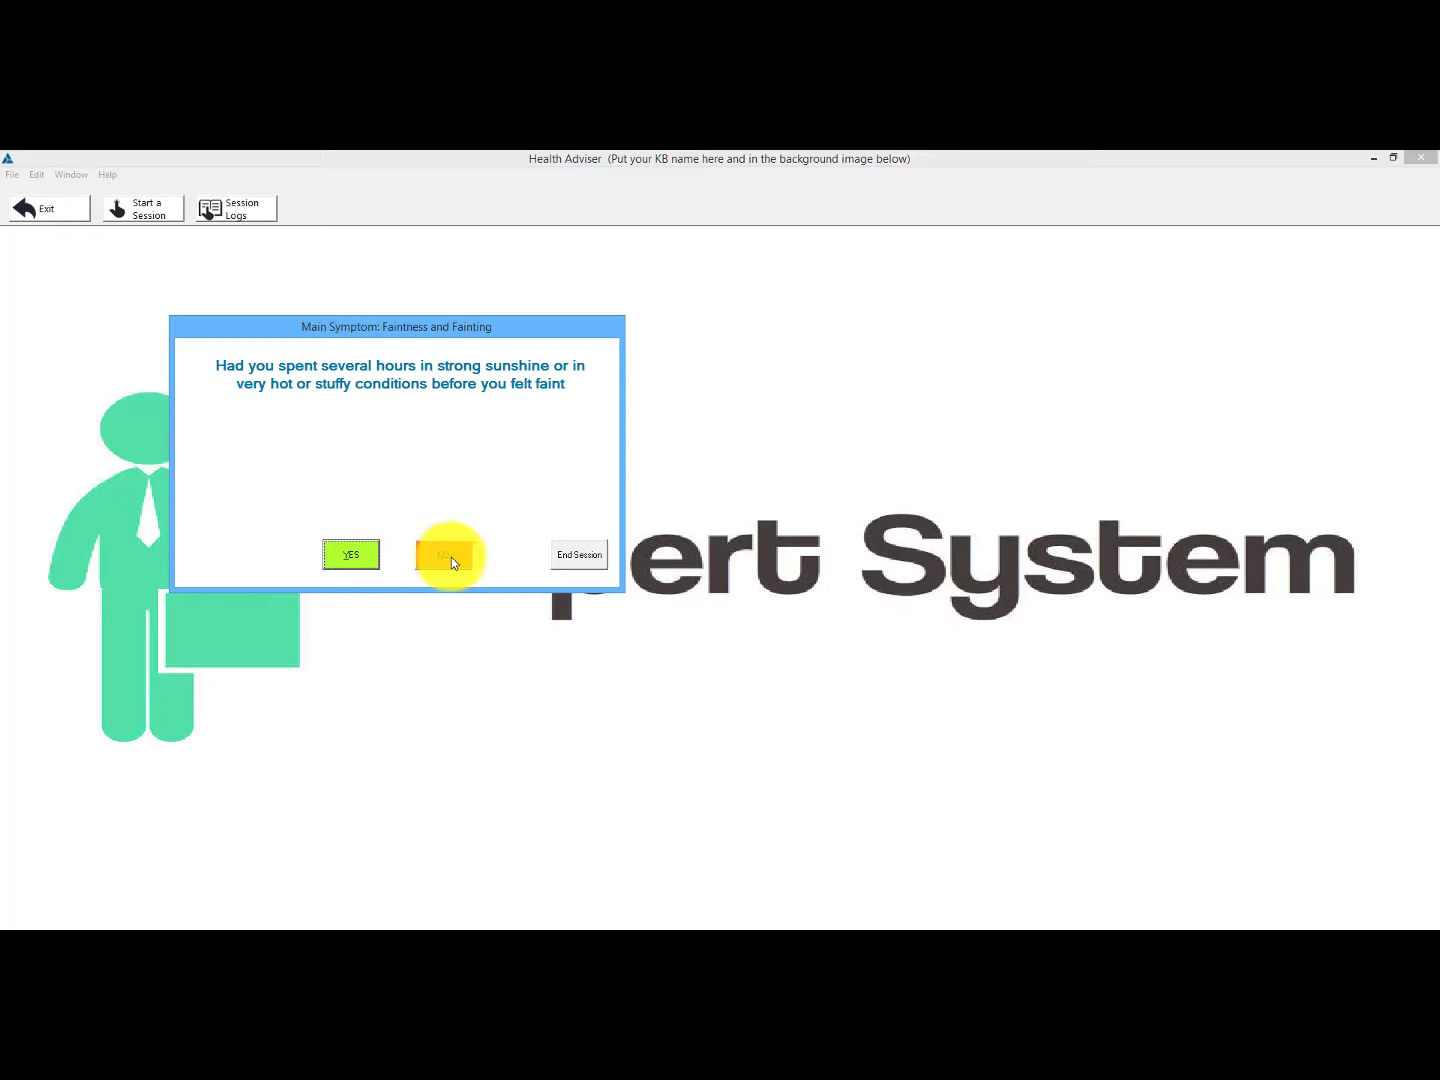 Health Adviser (Put your KB name here and in the background image below)
File Edit Window Help
Exit
Start a
Session
Session
Logs
Main Symptom: Faintness and Fainting
Had you spent several hours in strong sunshine or in
very hot or stuffy conditions before you felt faint
YES
End Session
pert System